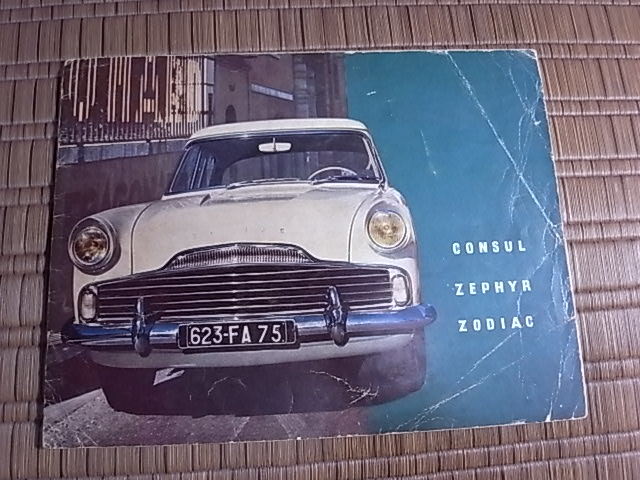 623-FA 75
CONSUL
ZEPHYR
ZODIAC